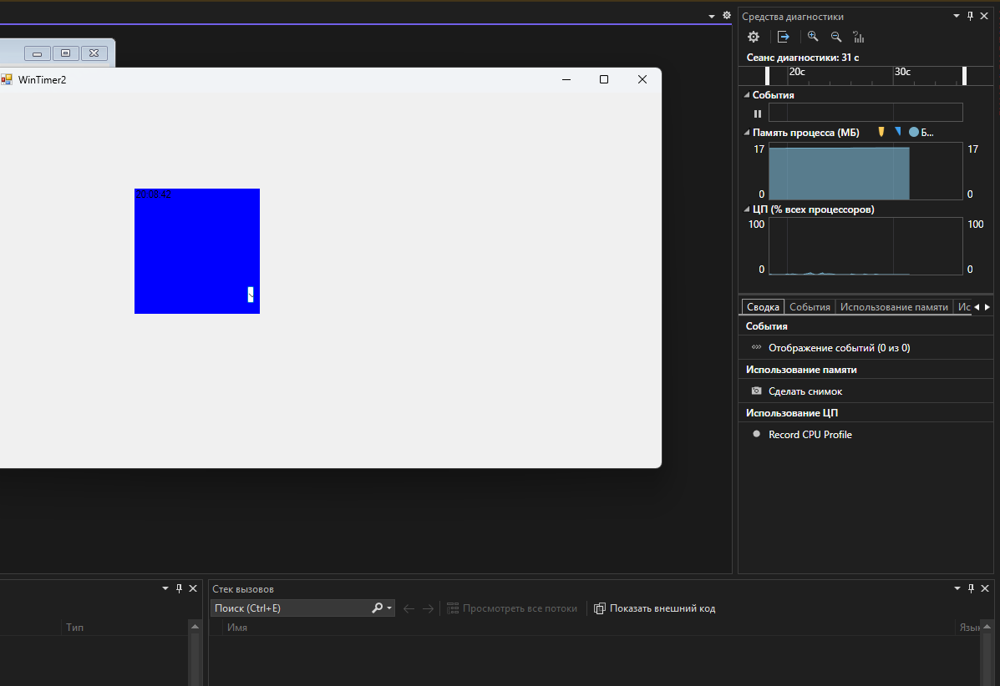 Средства диагностики
Сеанс диагностики: 31 с
20с
30с
События
Память процесса (МБ)
Б...
17
17
0
0
ЦП (% всех процессоров)
100
100
0
0
Сводка
События
Использование памяти
Ис
События
Отображение событий (0 из 0)
Использование памяти
Сделать снимок
Использование ЦП
Record CPU Profile
WinTimer2
20:08:42
Тип
Стек вызовов
Поиск (Ctrl+E)
Просмотреть все потоки
Показать внешний код
Имя
Язык